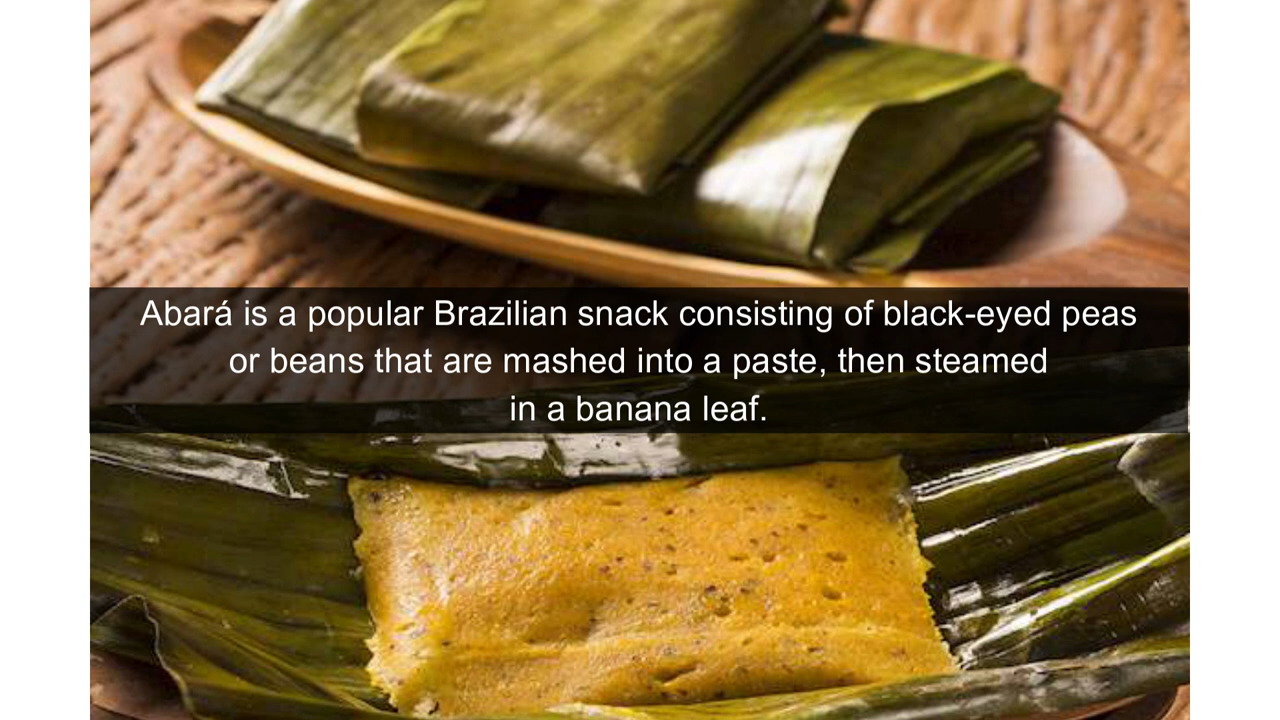 Abará is a popular Brazilian snack consisting of black-eyed peas
or beans that are mashed into a paste, then steamed
in a banana leaf.